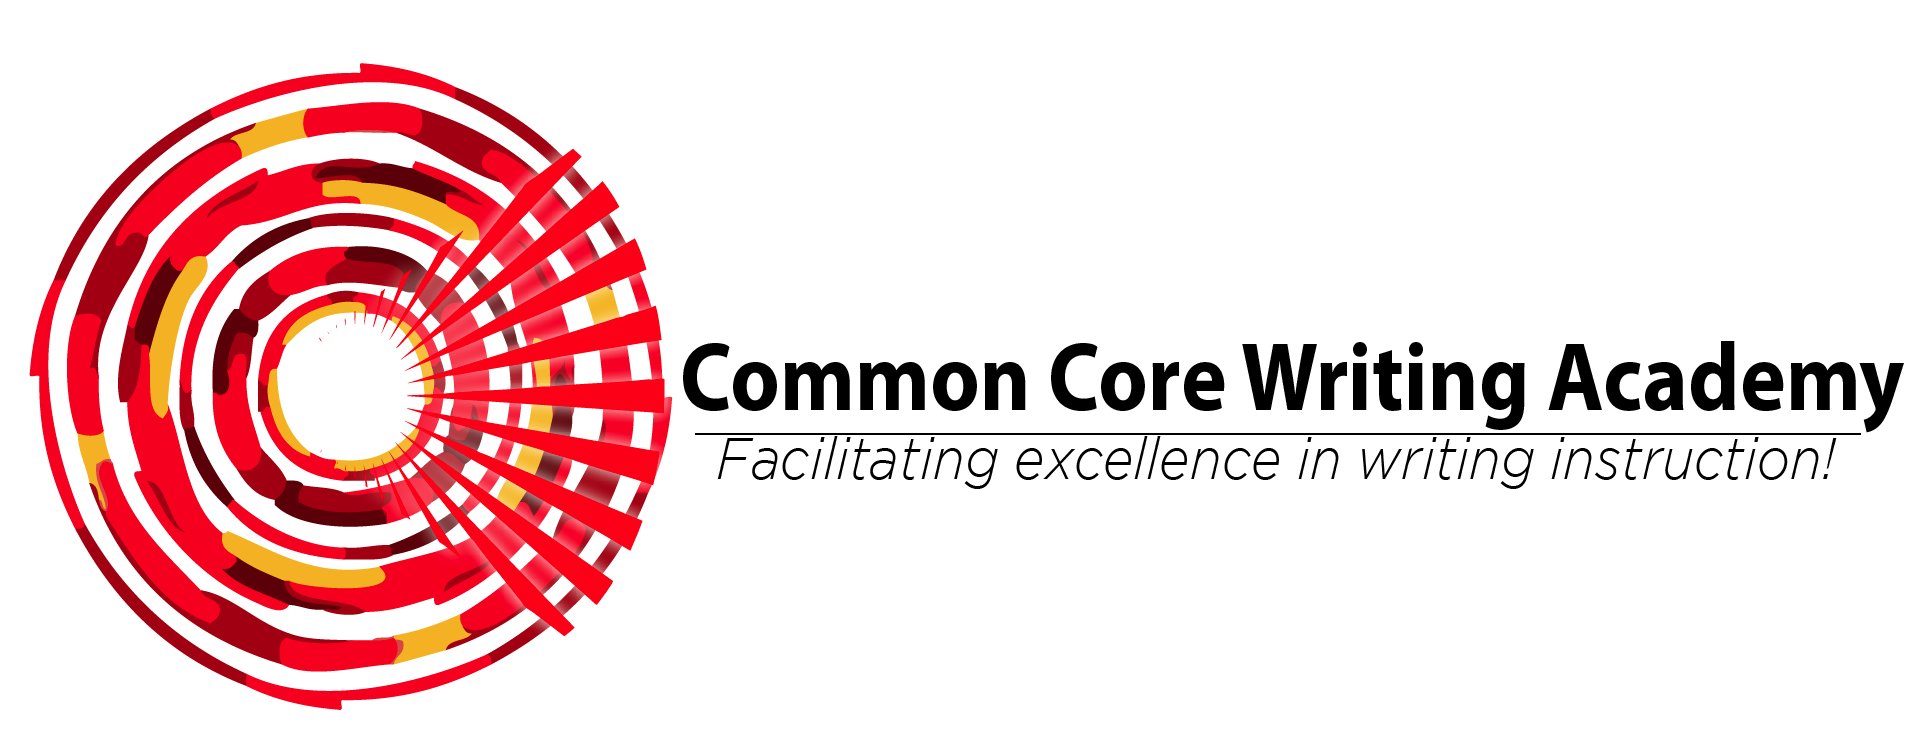 Common Core Writing Academy
Facilitating excellence in writing instruction!